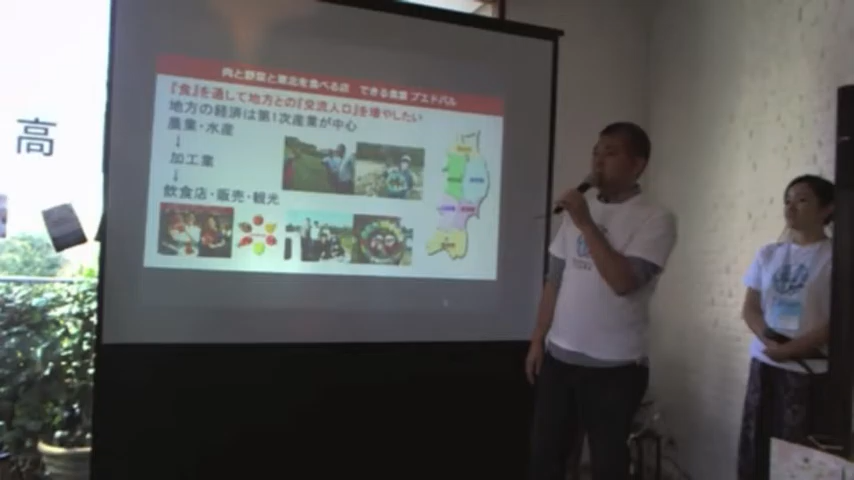 肉と野菜と恵志を食べる店 できる食堂 プエドバル
『食』を通して地方との『交流人口』を増やしたい
地方の経済は第1次産業が中心
農業・水産
↓
加工業
↓
飲食店・販売・観光
高